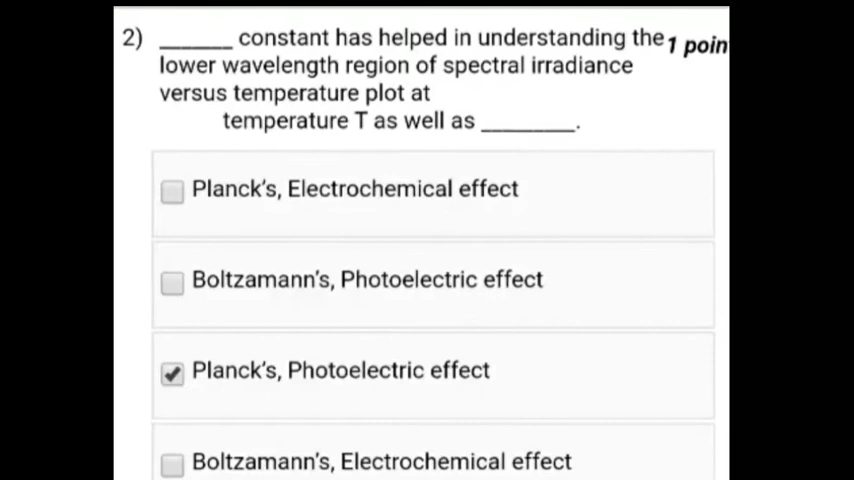 2) ______ constant has helped in understanding the 1 poin
lower wavelength region of spectral irradiance
versus temperature plot at
temperature T as well as ________.
Planck's, Electrochemical effect
Boltzamann's, Photoelectric effect
Planck's, Photoelectric effect
Boltzamann's, Electrochemical effect